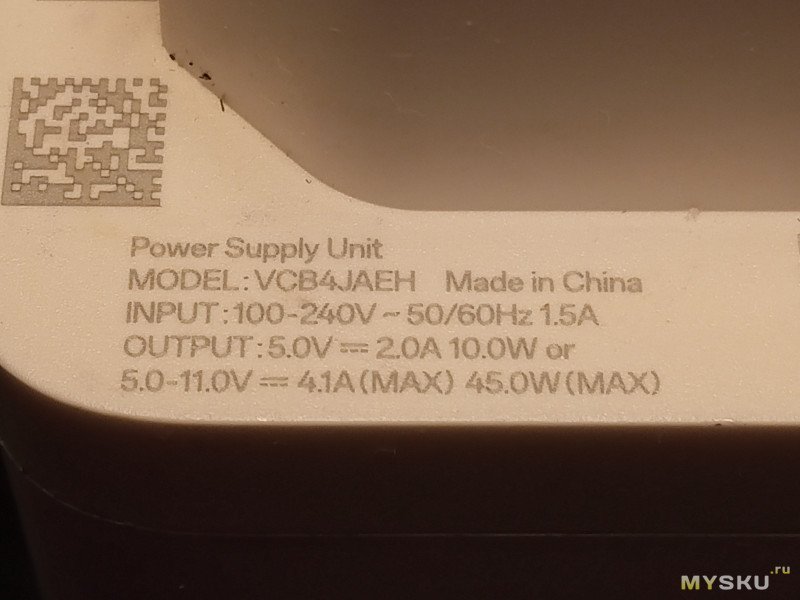 Power Supply Unit
MODEL:VCB4JAEH Made in China
INPUT:100-240V~50/60Hz 1.5A
OUTPUT:5.0V⎓2.0A 10.0W or
5.0-11.0V⎓4.1A(MAX) 45.0W(MAX)
MYSKU.ru